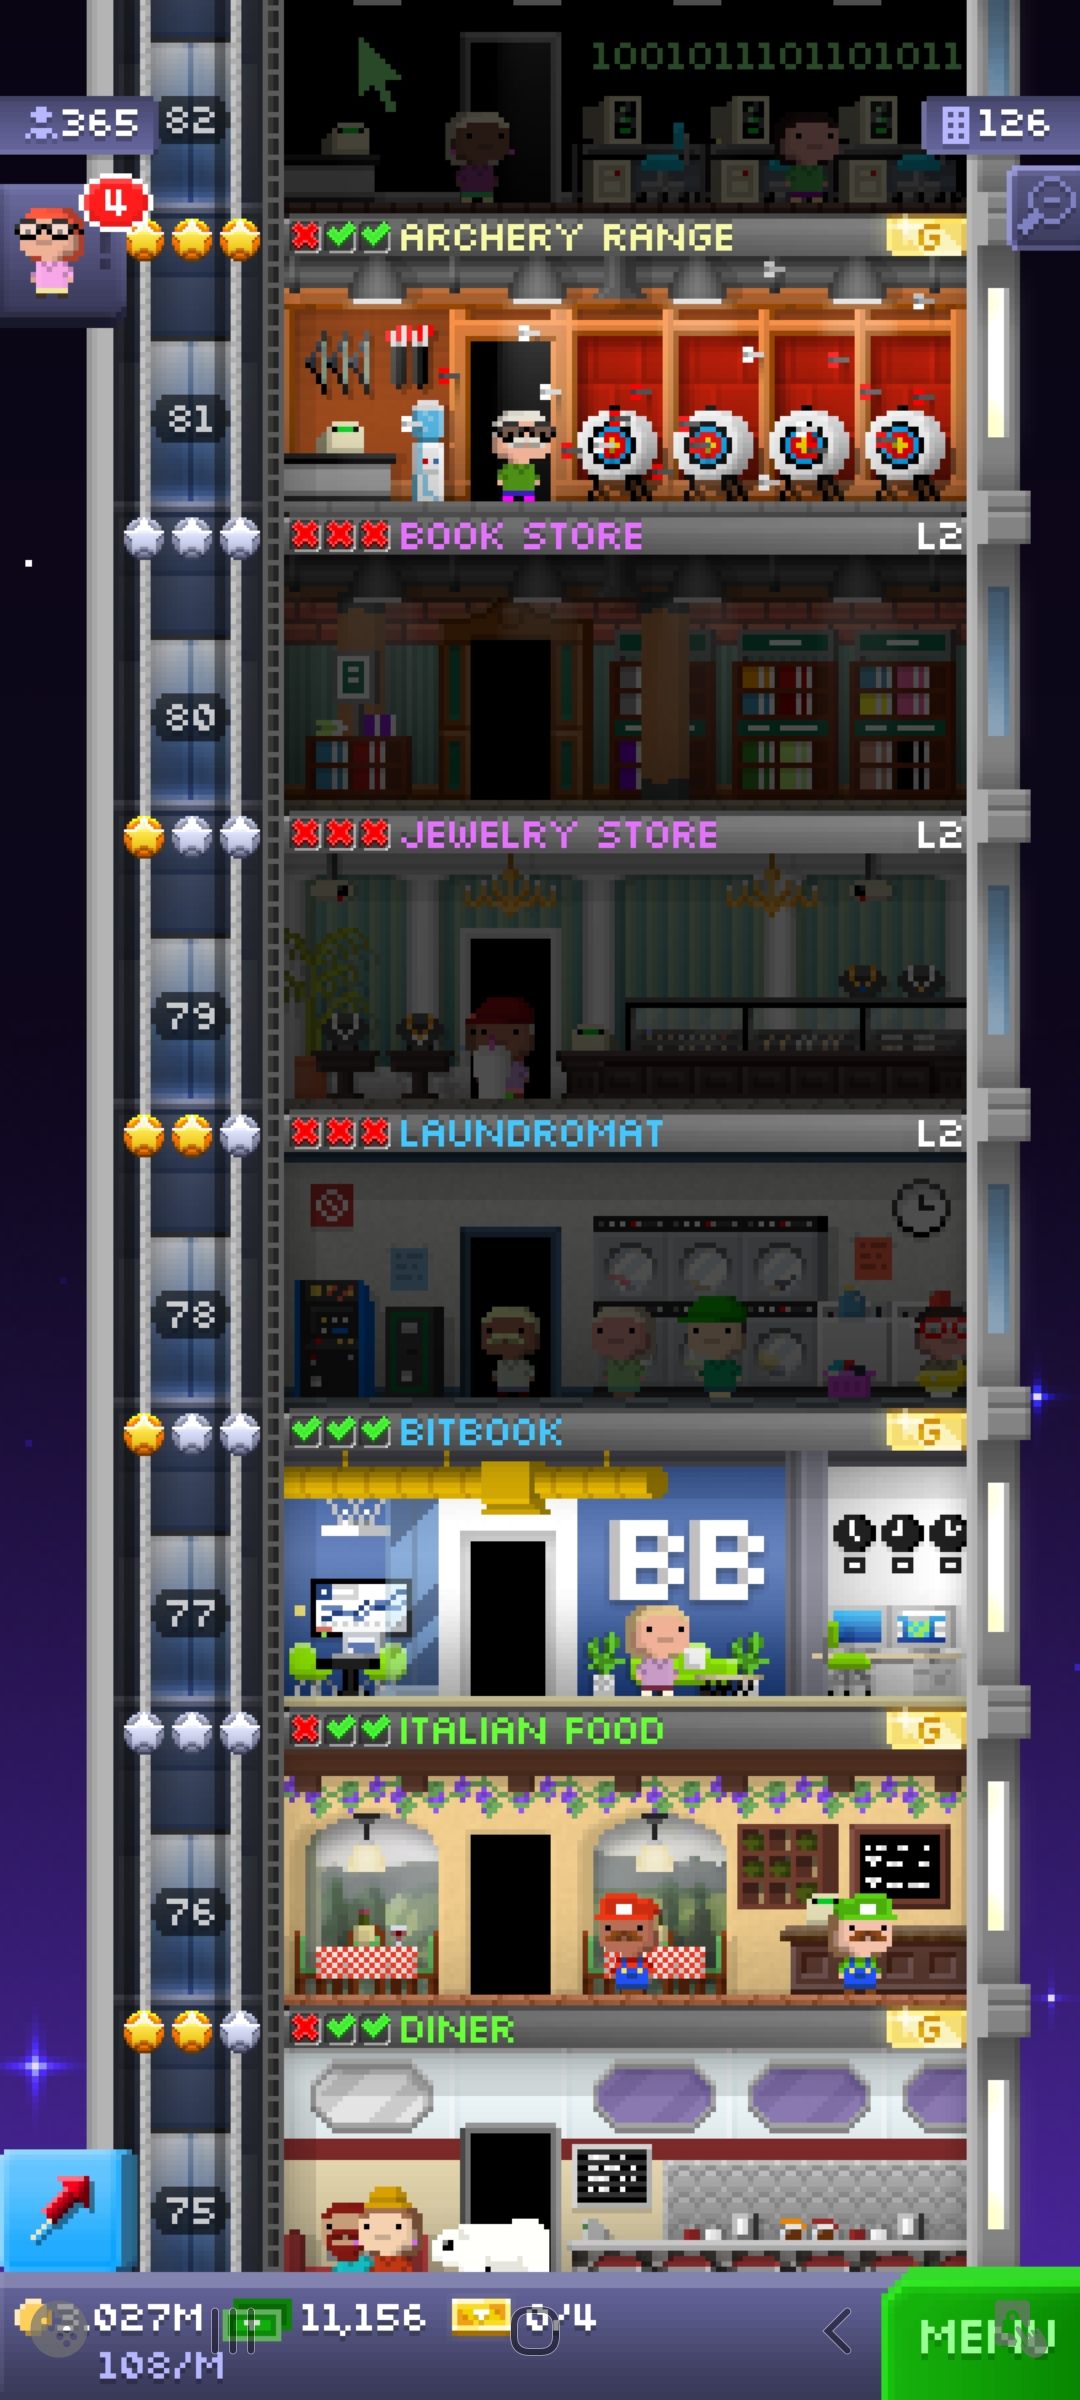 1001011101101011
365
82
126
4
ARCHERY RANGE G
81
BOOK STORE L2
80
JEWELRY STORE L2
79
LAUNDROMAT L2
78
BITBOOK G
BB
77
ITALIAN FOOD G
76
DINER G
75
3.027M 11,156 0/4
108/M
MENU